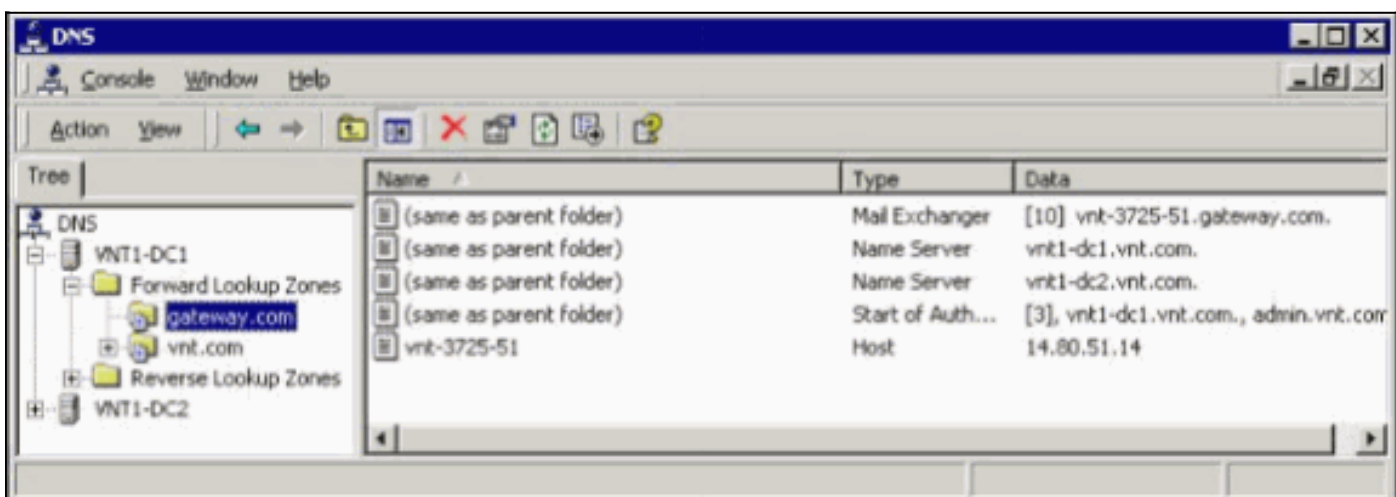 DNS
Console Window Help
Action View
Tree
Name Type Data
DNS
VNT1-DC1
Forward Lookup Zones
gateway.com
vnt.com
Reverse Lookup Zones
VNT1-DC2
(same as parent folder) Mail Exchanger [10] vnt-3725-51.gateway.com.
(same as parent folder) Name Server vnt1-dc1.vnt.com.
(same as parent folder) Name Server vnt1-dc2.vnt.com.
(same as parent folder) Start of Auth... [3], vnt1-dc1.vnt.com., admin.vnt.com
vnt-3725-51 Host 14.80.51.14